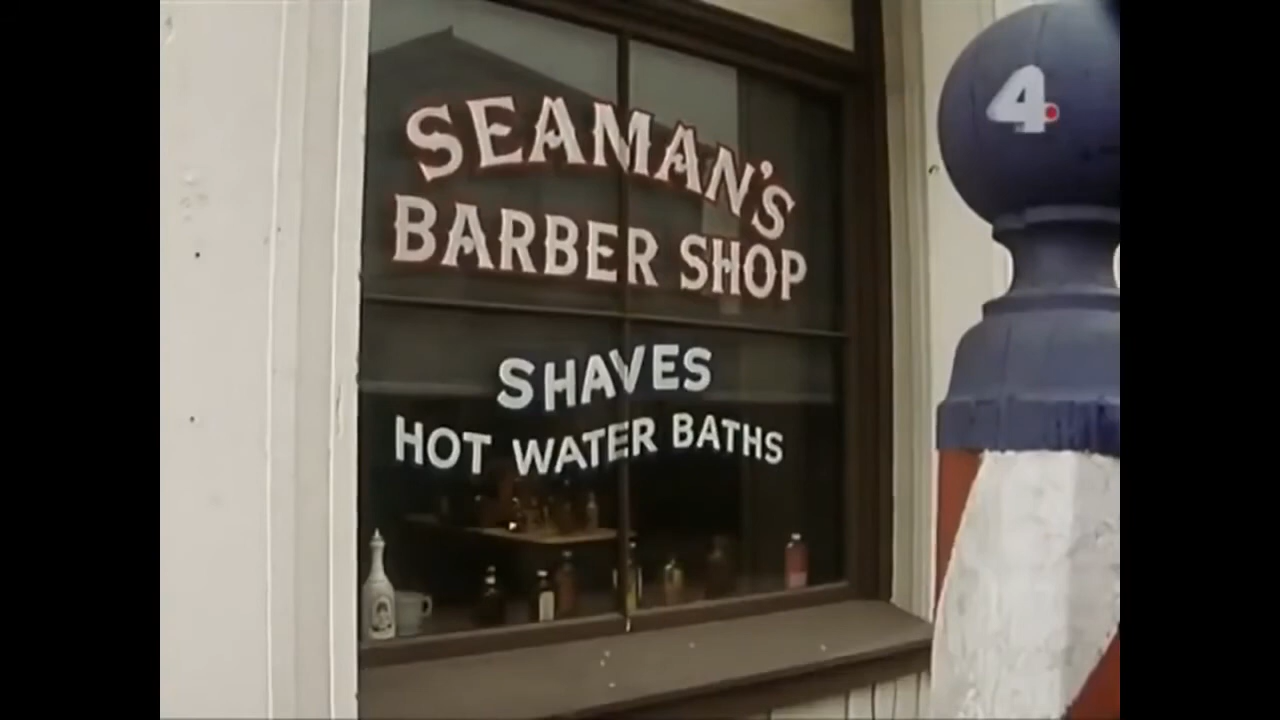 SEAMAN'S
BARBER SHOP
SHAVES
HOT WATER BATHS
4